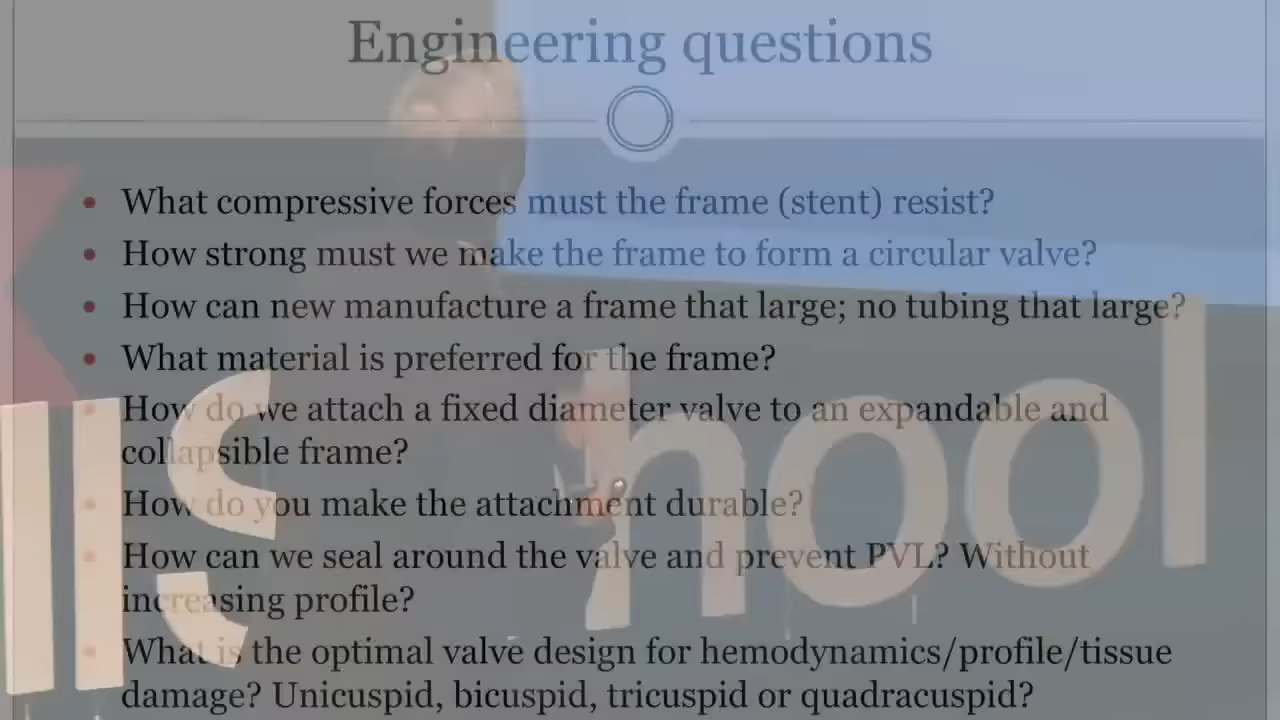 Engineering questions
What compressive forces must the frame (stent) resist?
How strong must we make the frame to form a circular valve?
How can new manufacture a frame that large; no tubing that large?
What material is preferred for the frame?
How do we attach a fixed diameter valve to an expandable and
collapsible frame?
How do you make the attachment durable?
How can we seal around the valve and prevent PVL? Without
increasing profile?
What is the optimal valve design for hemodynamics/profile/tissue
damage? Unicuspid, bicuspid, tricuspid or quadracuspid?
ll S hool